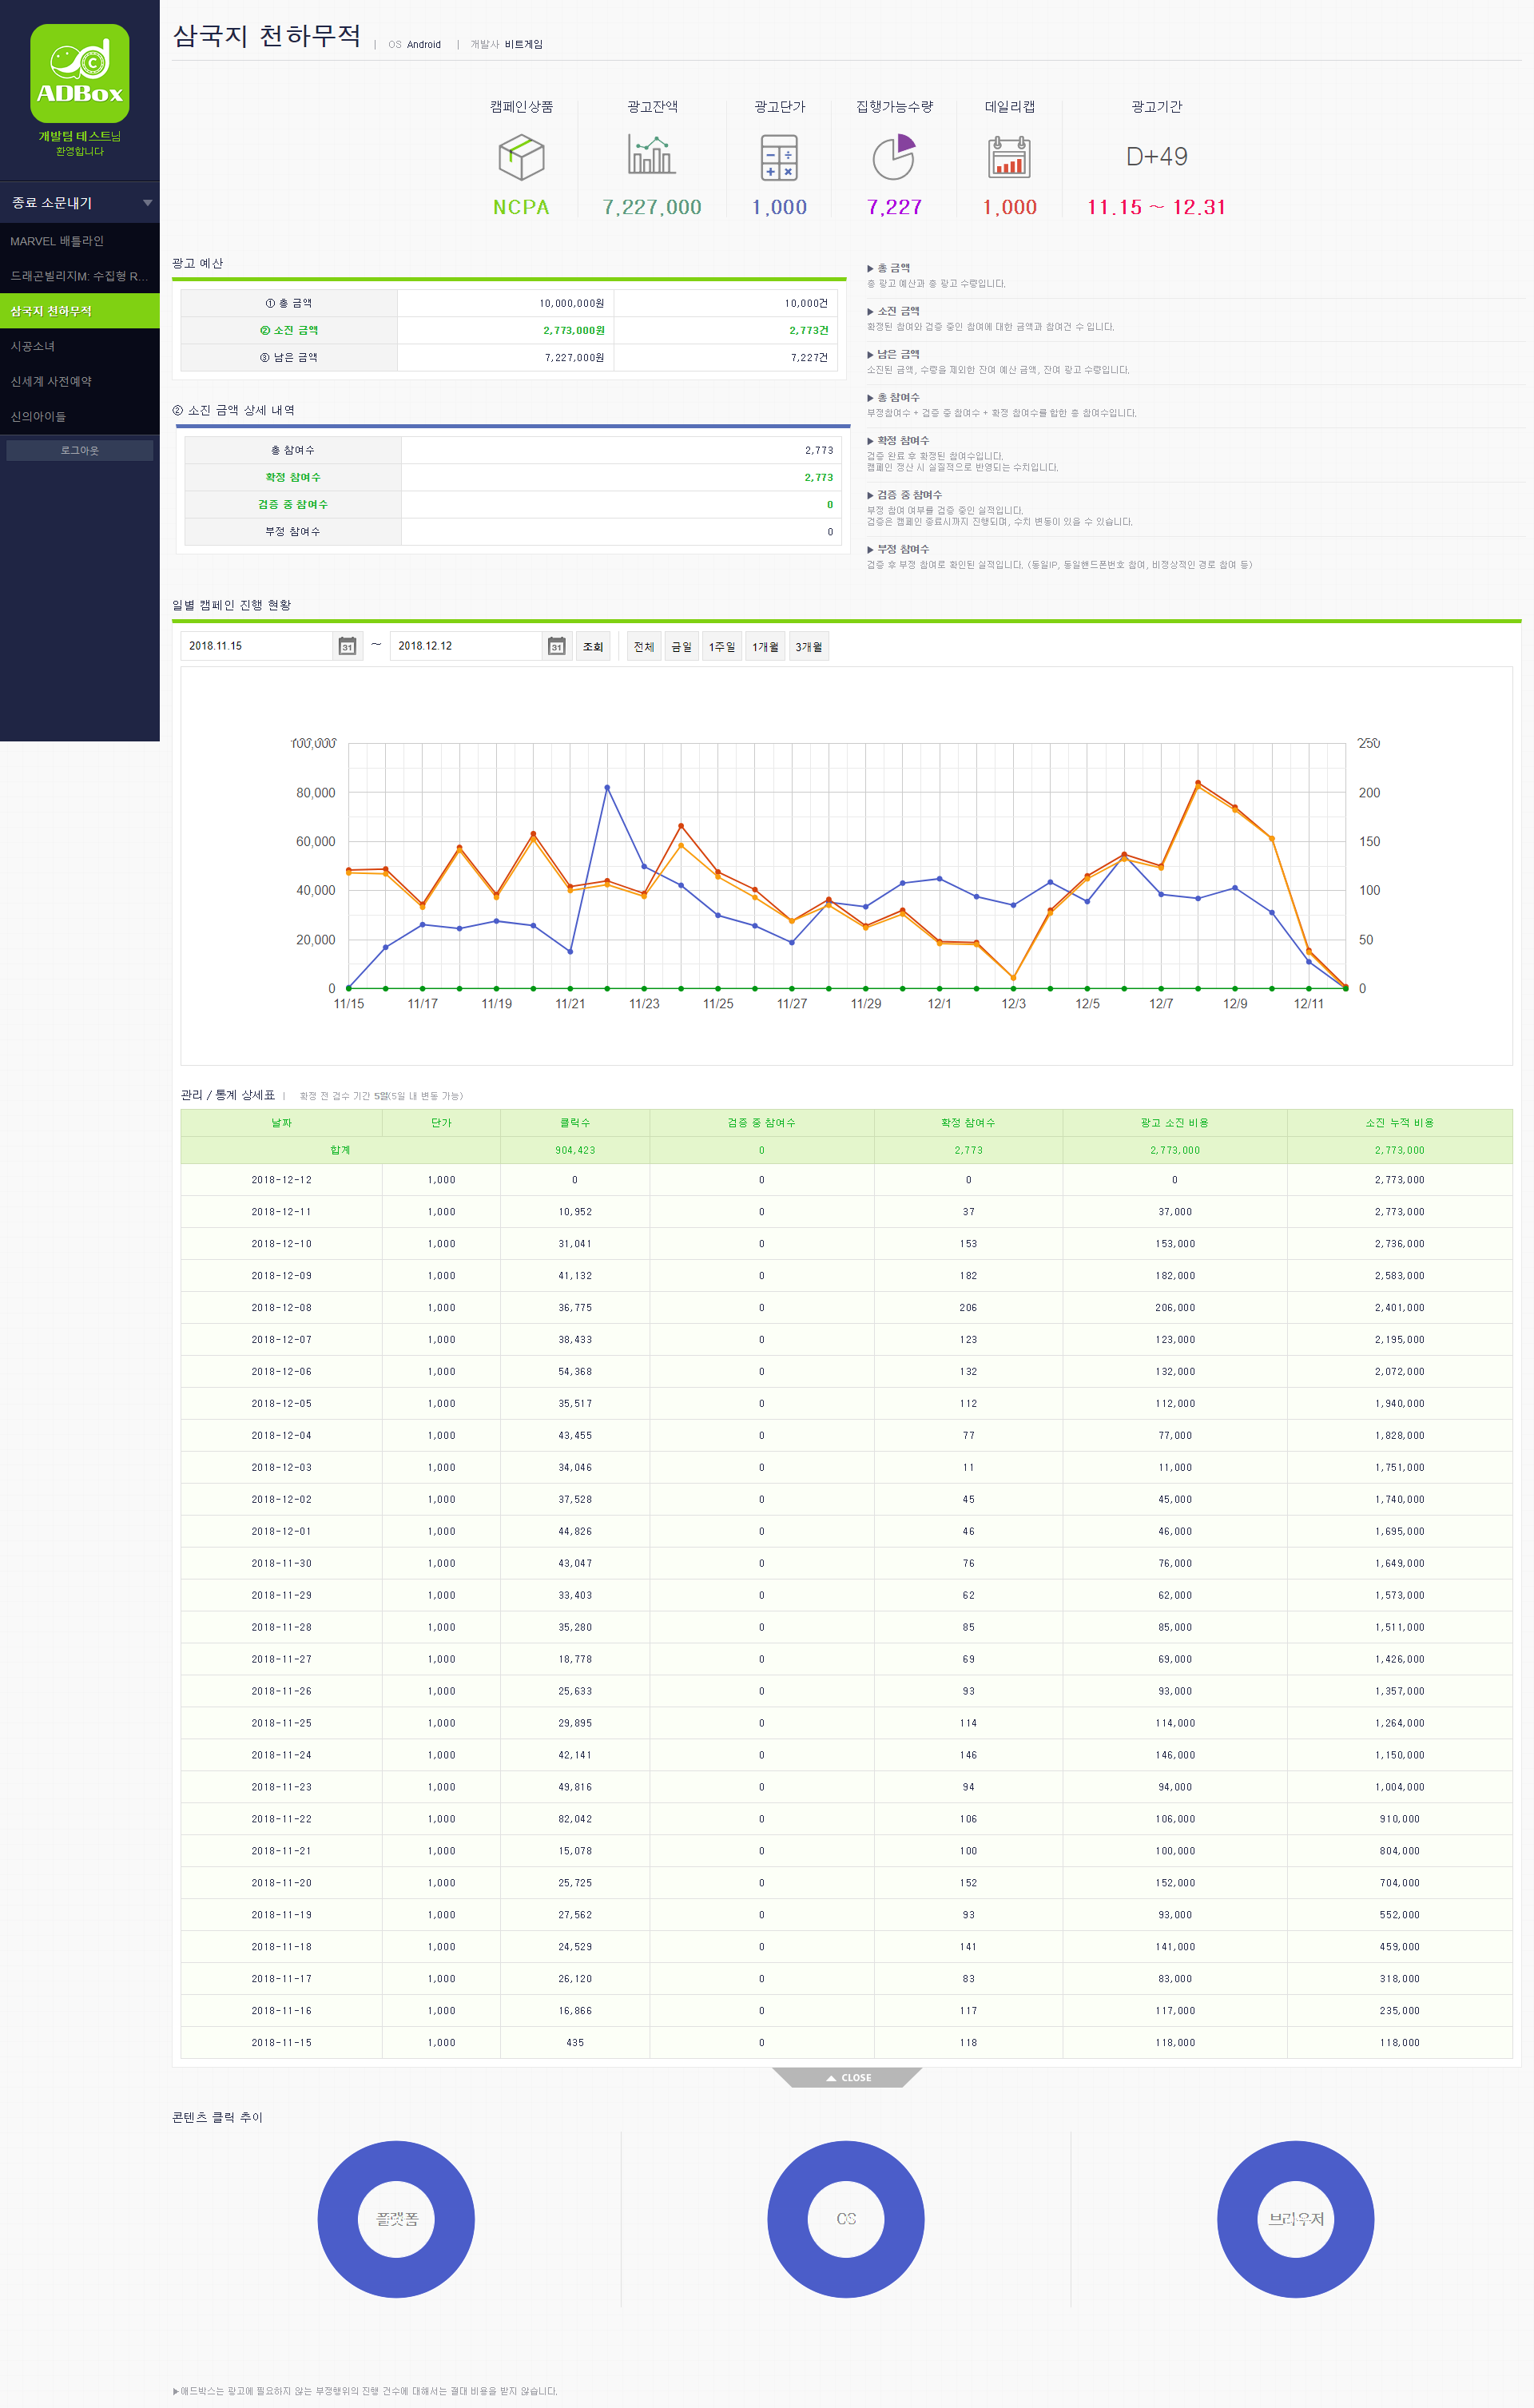 ADBox
개발팀 테스트님
환영합니다
종료 소문내기
MARVEL 배틀라인
드래곤빌리지M: 수집형 R...
삼국지 천하무적
시공소녀
신세계 사전예약
신의아이들
로그아웃
삼국지 천하무적 | OS Android | 개발사 비트게임
캠페인상품 광고잔액 광고단가 집행가능수량 데일리캡 광고기간
D+49
NCPA 7,227,000 1,000 7,227 1,000 11.15 ~ 12.31
광고 예산
① 총 금액 10,000,000원 10,000건
② 소진 금액 2,773,000원 2,773건
③ 남은 금액 7,227,000원 7,227건
② 소진 금액 상세 내역
총 참여수 2,773
확정 참여수 2,773
검증 중 참여수 0
부정 참여수 0
▶ 총 금액
총 광고 예산과 총 광고 수량입니다.
▶ 소진 금액
확정된 참여와 검증 중인 참여에 대한 금액과 참여건 수 입니다.
▶ 남은 금액
소진된 금액, 수량을 제외한 잔여 예산 금액, 잔여 광고 수량입니다.
▶ 총 참여수
부정참여수 + 검증 중 참여수 + 확정 참여수를 합한 총 참여수입니다.
▶ 확정 참여수
검증 완료 후 확정된 참여수입니다.
캠페인 정산 시 실질적으로 반영되는 수치입니다.
▶ 검증 중 참여수
부정 참여 여부를 검증 중인 실적입니다.
검증은 캠페인 종료시까지 진행되며, 수치 변동이 있을 수 있습니다.
▶ 부정 참여수
검증 후 부정 참여로 확인된 실적입니다. (동일IP, 동일핸드폰번호 참여, 비정상적인 경로 참여 등)
일별 캠페인 진행 현황
2018.11.15 31 ~ 2018.12.12 31 조회 전체 금일 1주일 1개월 3개월
100,000 250
80,000 200
60,000 150
40,000 100
20,000 50
0 0
11/15 11/17 11/19 11/21 11/23 11/25 11/27 11/29 12/1 12/3 12/5 12/7 12/9 12/11
관리 / 통계 상세표 | 확정 전 검수 기간 5일(5일 내 변동 가능)
날짜 단가 클릭수 검증 중 참여수 확정 참여수 광고 소진 비용 소진 누적 비용
합계 904,423 0 2,773 2,773,000 2,773,000
2018-12-12 1,000 0 0 0 0 2,773,000
2018-12-11 1,000 10,952 0 37 37,000 2,773,000
2018-12-10 1,000 31,041 0 153 153,000 2,736,000
2018-12-09 1,000 41,132 0 182 182,000 2,583,000
2018-12-08 1,000 36,775 0 206 206,000 2,401,000
2018-12-07 1,000 38,433 0 123 123,000 2,195,000
2018-12-06 1,000 54,368 0 132 132,000 2,072,000
2018-12-05 1,000 35,517 0 112 112,000 1,940,000
2018-12-04 1,000 43,455 0 77 77,000 1,828,000
2018-12-03 1,000 34,046 0 11 11,000 1,751,000
2018-12-02 1,000 37,528 0 45 45,000 1,740,000
2018-12-01 1,000 44,826 0 46 46,000 1,695,000
2018-11-30 1,000 43,047 0 76 76,000 1,649,000
2018-11-29 1,000 33,403 0 62 62,000 1,573,000
2018-11-28 1,000 35,280 0 85 85,000 1,511,000
2018-11-27 1,000 18,778 0 69 69,000 1,426,000
2018-11-26 1,000 25,633 0 93 93,000 1,357,000
2018-11-25 1,000 29,895 0 114 114,000 1,264,000
2018-11-24 1,000 42,141 0 146 146,000 1,150,000
2018-11-23 1,000 49,816 0 94 94,000 1,004,000
2018-11-22 1,000 82,042 0 106 106,000 910,000
2018-11-21 1,000 15,078 0 100 100,000 804,000
2018-11-20 1,000 25,725 0 152 152,000 704,000
2018-11-19 1,000 27,562 0 93 93,000 552,000
2018-11-18 1,000 24,529 0 141 141,000 459,000
2018-11-17 1,000 26,120 0 83 83,000 318,000
2018-11-16 1,000 16,866 0 117 117,000 235,000
2018-11-15 1,000 435 0 118 118,000 118,000
CLOSE
콘텐츠 클릭 추이
플랫폼 OS 브라우저
▶애드박스는 광고에 필요하지 않는 부정행위의 진행 건수에 대해서는 절대 비용을 받지 않습니다.